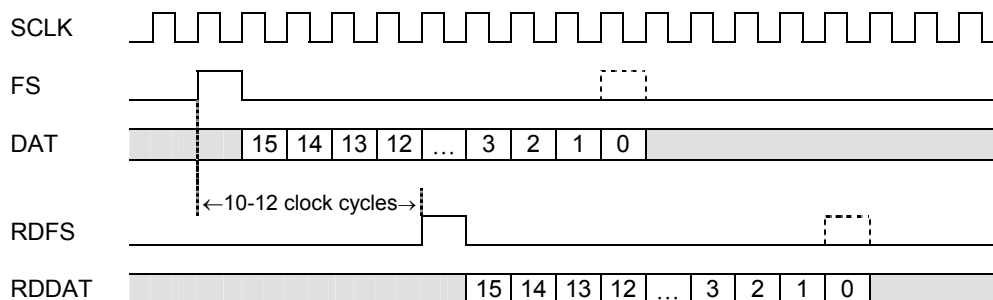 SCLK
FS
DAT 15 14 13 12 … 3 2 1 0
←10-12 clock cycles→
RDFS
RDDAT 15 14 13 12 … 3 2 1 0